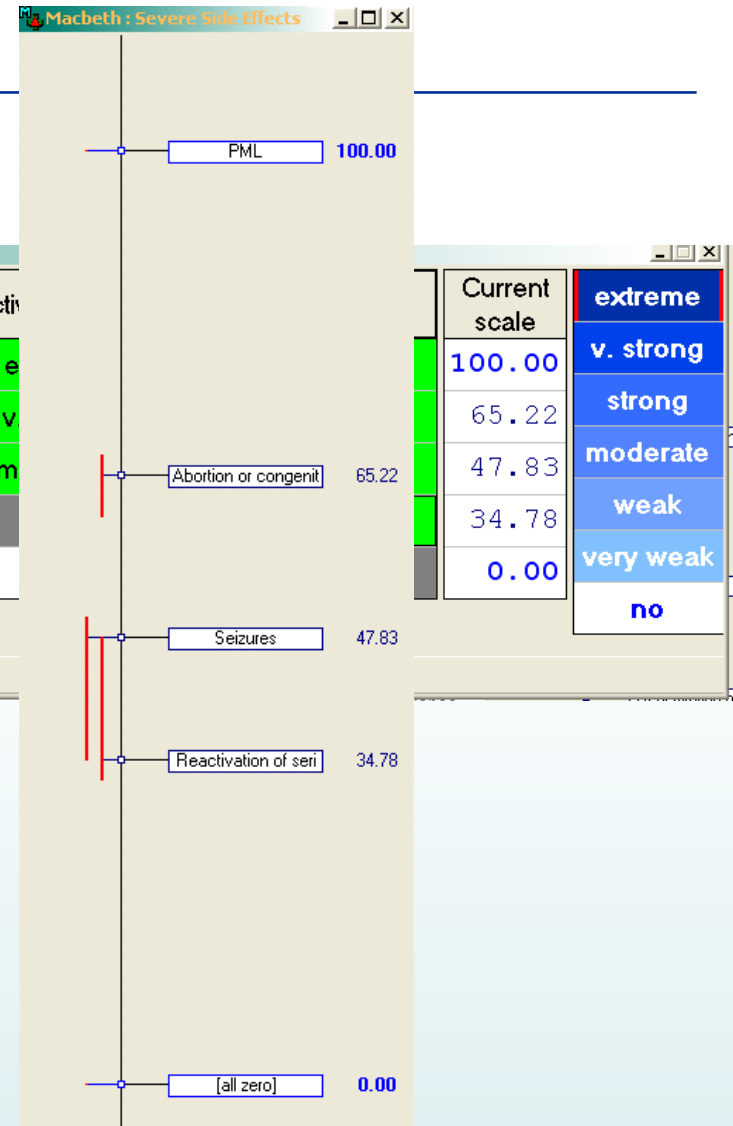 Macbeth : Severe Side Effects
PML 100.00
Abortion or congenit 65.22
Seizures 47.83
Reactivation of seri 34.78
[all zero] 0.00
Current
scale
100.00
65.22
47.83
34.78
0.00
extreme
v. strong
strong
moderate
weak
very weak
no